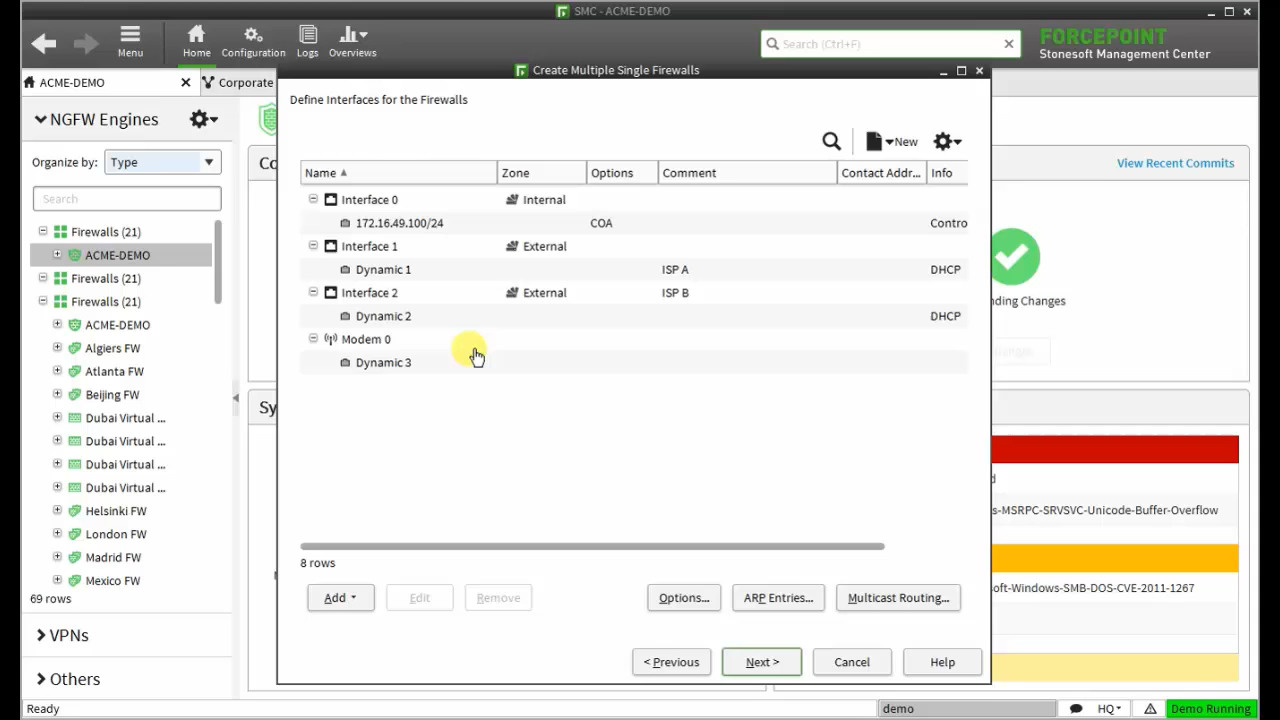 SMC - ACME-DEMO
Menu
Home
Configuration
Logs
Overviews
Search (Ctrl+F)
FORCEPOINT
Stonesoft Management Center
ACME-DEMO
Corporate
Create Multiple Single Firewalls
NGFW Engines
Organize by:
Type
Search
Firewalls (21)
ACME-DEMO
Firewalls (21)
Firewalls (21)
ACME-DEMO
Algiers FW
Atlanta FW
Beijing FW
Dubai Virtual ...
Dubai Virtual ...
Dubai Virtual ...
Dubai Virtual ...
Helsinki FW
London FW
Madrid FW
Mexico FW
69 rows
VPNs
Others
Co
Sy
Define Interfaces for the Firewalls
New
Name Zone Options Comment Contact Addr... Info
Interface 0 Internal
172.16.49.100/24 COA Contro
Interface 1 External
Dynamic 1 ISP A DHCP
Interface 2 External ISP B
Dynamic 2 DHCP
Modem 0
Dynamic 3
8 rows
Add Edit Remove Options... ARP Entries... Multicast Routing...
< Previous Next > Cancel Help
View Recent Commits
nding Changes
s-MSRPC-SRVSVC-Unicode-Buffer-Overflow
soft-Windows-SMB-DOS-CVE-2011-1267
Ready
demo
HQ
Demo Running